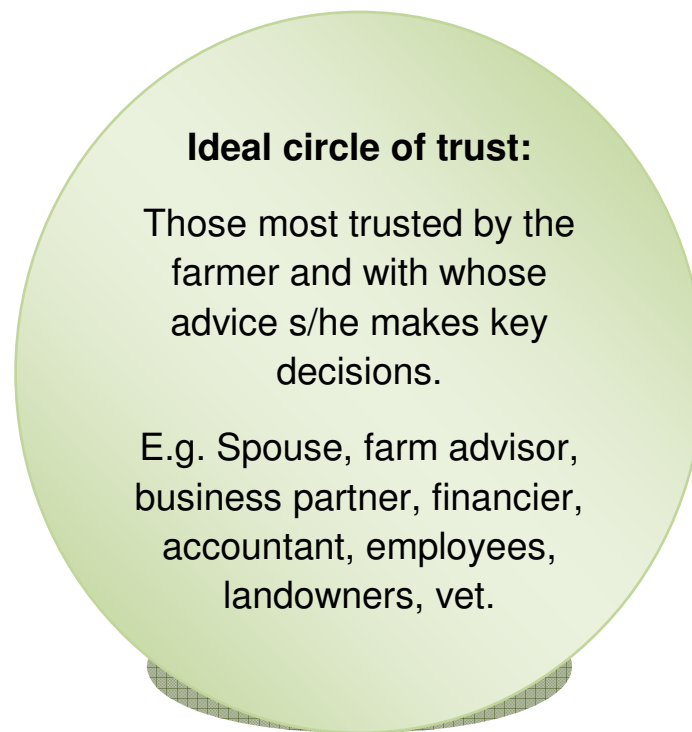 Ideal circle of trust:
Those most trusted by the
farmer and with whose
advice s/he makes key
decisions.
E.g. Spouse, farm advisor,
business partner, financier,
accountant, employees,
landowners, vet.